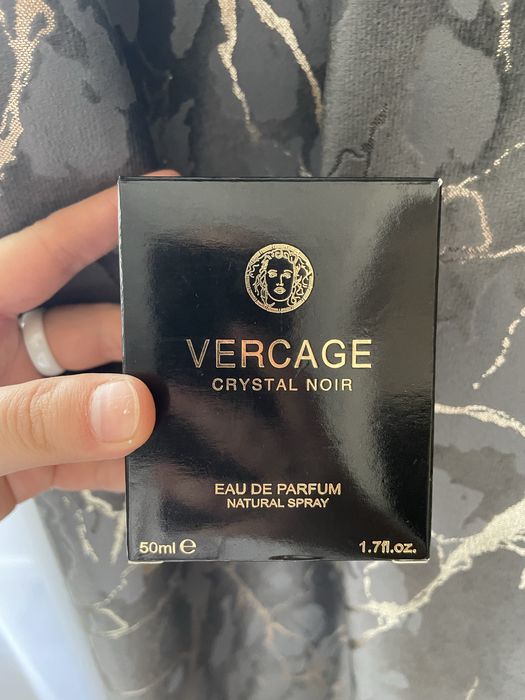 VERCAGE
CRYSTAL NOIR
EAU DE PARFUM
NATURAL SPRAY
50ml ℮ 1.7fl.oz.